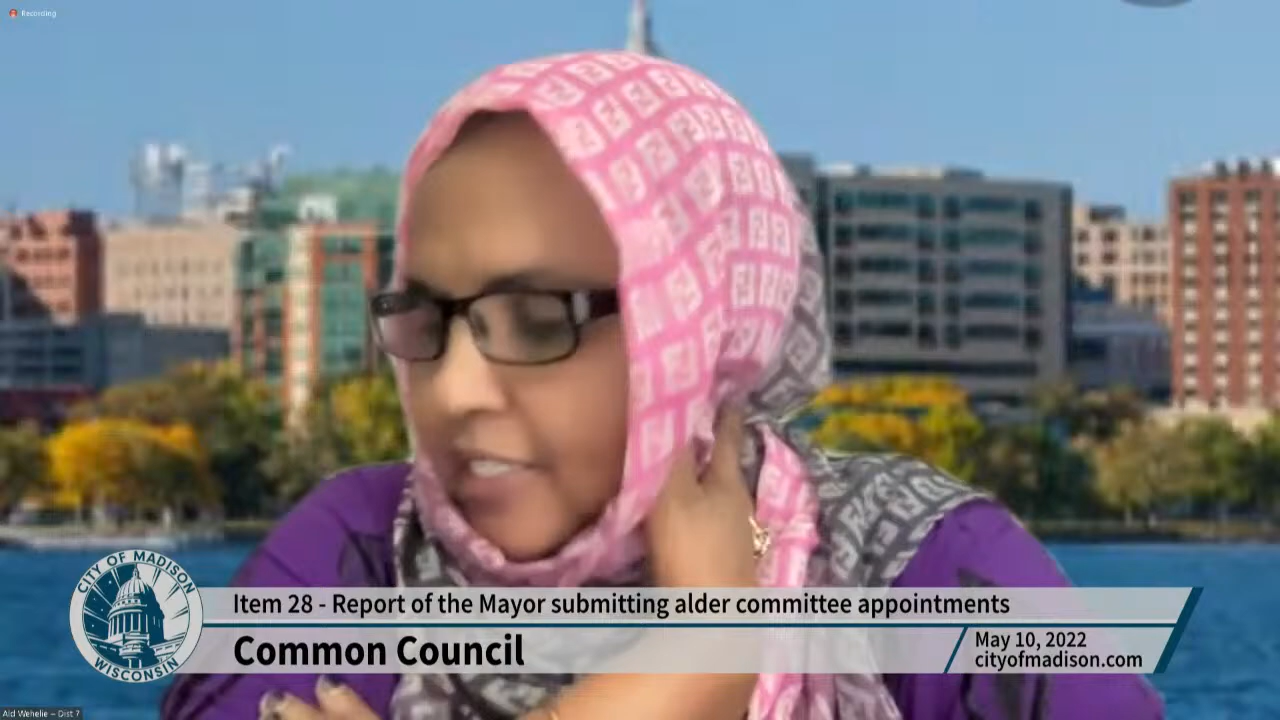 Recording
CITY OF MADISON
WISCONSIN
Item 28 - Report of the Mayor submitting alder committee appointments
Common Council
May 10, 2022
cityofmadison.com
Ald Wehelie – Dist 7